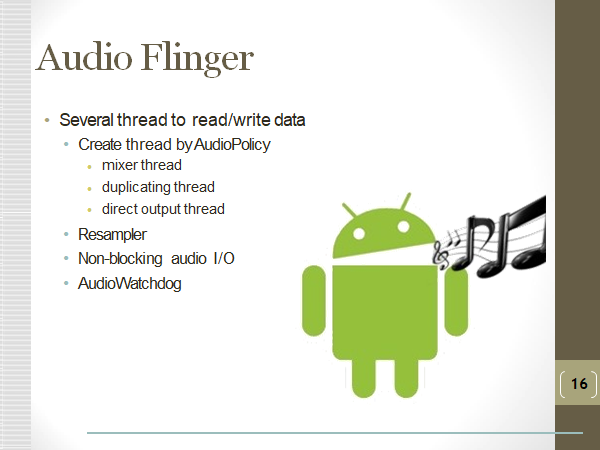 Audio Flinger
• Several thread to read/write data
• Create thread by AudioPolicy
• mixer thread
• duplicating thread
• direct output thread
• Resampler
• Non-blocking audio I/O
• AudioWatchdog
16